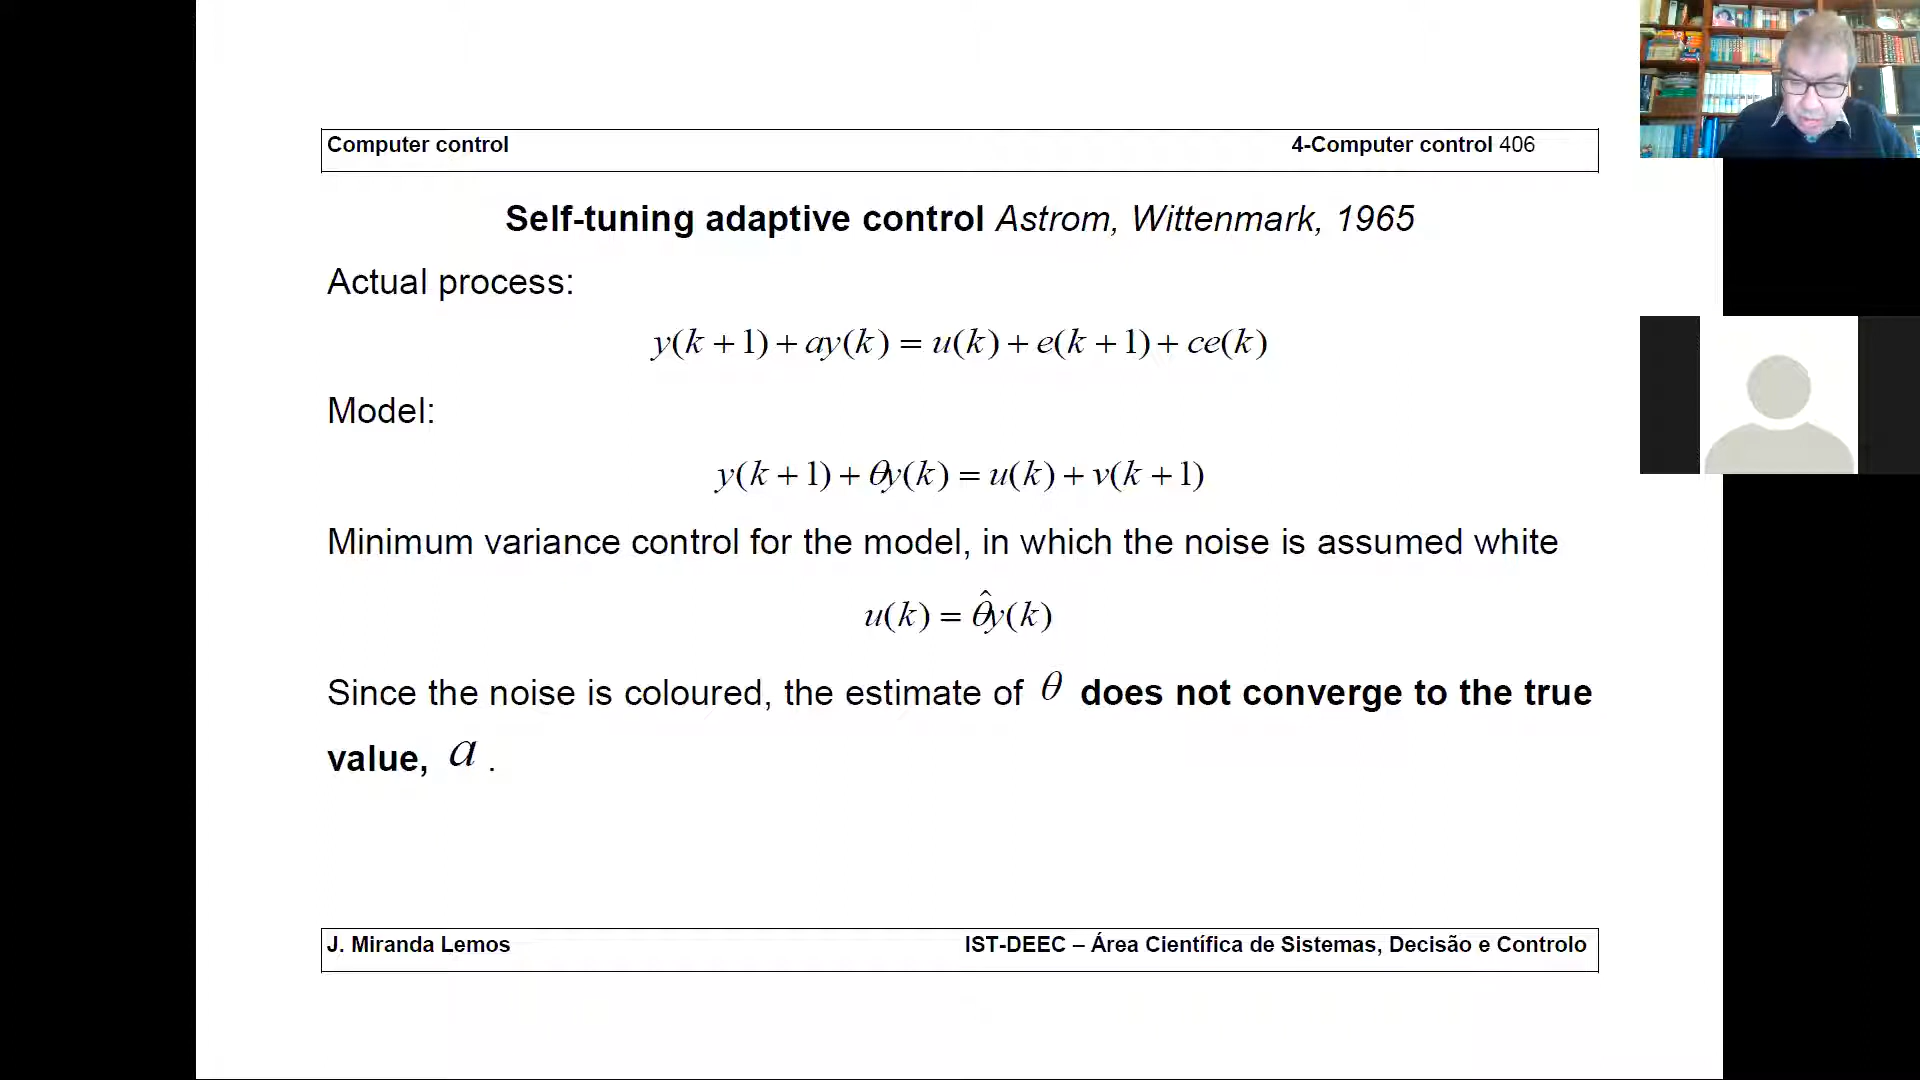 Computer control 4-Computer control 406
Self-tuning adaptive control Astrom, Wittenmark, 1965
Actual process:
y(k + 1) + ay(k) = u(k) + e(k + 1) + ce(k)
Model:
y(k + 1) + θy(k) = u(k) + v(k + 1)
Minimum variance control for the model, in which the noise is assumed white
u(k) = θ̂y(k)
Since the noise is coloured, the estimate of θ does not converge to the true
value, a .
J. Miranda Lemos IST-DEEC – Área Científica de Sistemas, Decisão e Controlo